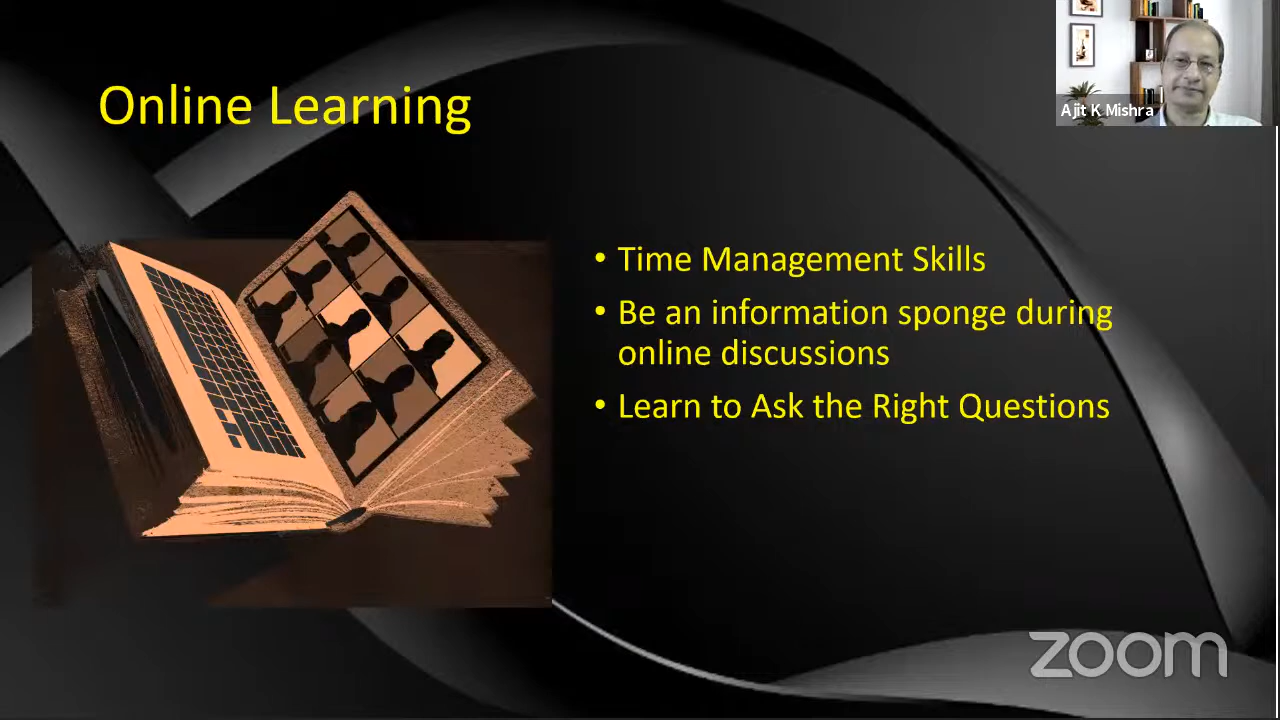 Online Learning
Ajit K Mishra
• Time Management Skills
• Be an information sponge during
online discussions
• Learn to Ask the Right Questions
zoom